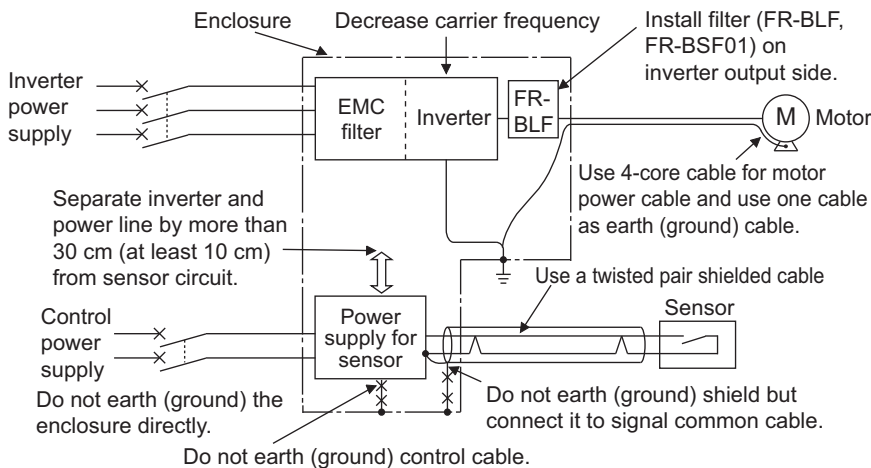 Enclosure
Decrease carrier frequency
Install filter (FR-BLF,
FR-BSF01) on
inverter output side.
Inverter
power
supply
EMC
filter
Inverter
FR-
BLF
M
Motor
Use 4-core cable for motor
power cable and use one cable
as earth (ground) cable.
Separate inverter and
power line by more than
30 cm (at least 10 cm)
from sensor circuit.
Use a twisted pair shielded cable
Sensor
Control
power
supply
Power
supply for
sensor
Do not earth (ground) the
enclosure directly.
Do not earth (ground) shield but
connect it to signal common cable.
Do not earth (ground) control cable.